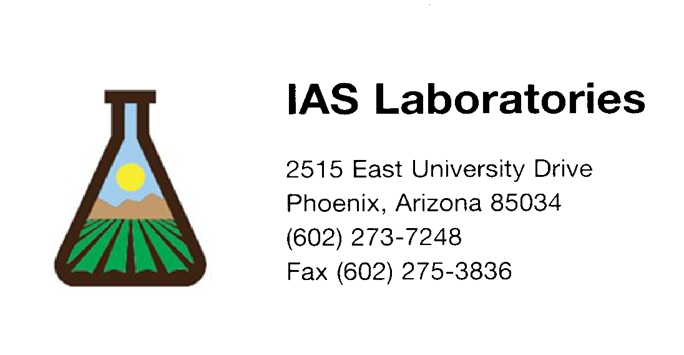 IAS Laboratories
2515 East University Drive
Phoenix, Arizona 85034
(602) 273-7248
Fax (602) 275-3836